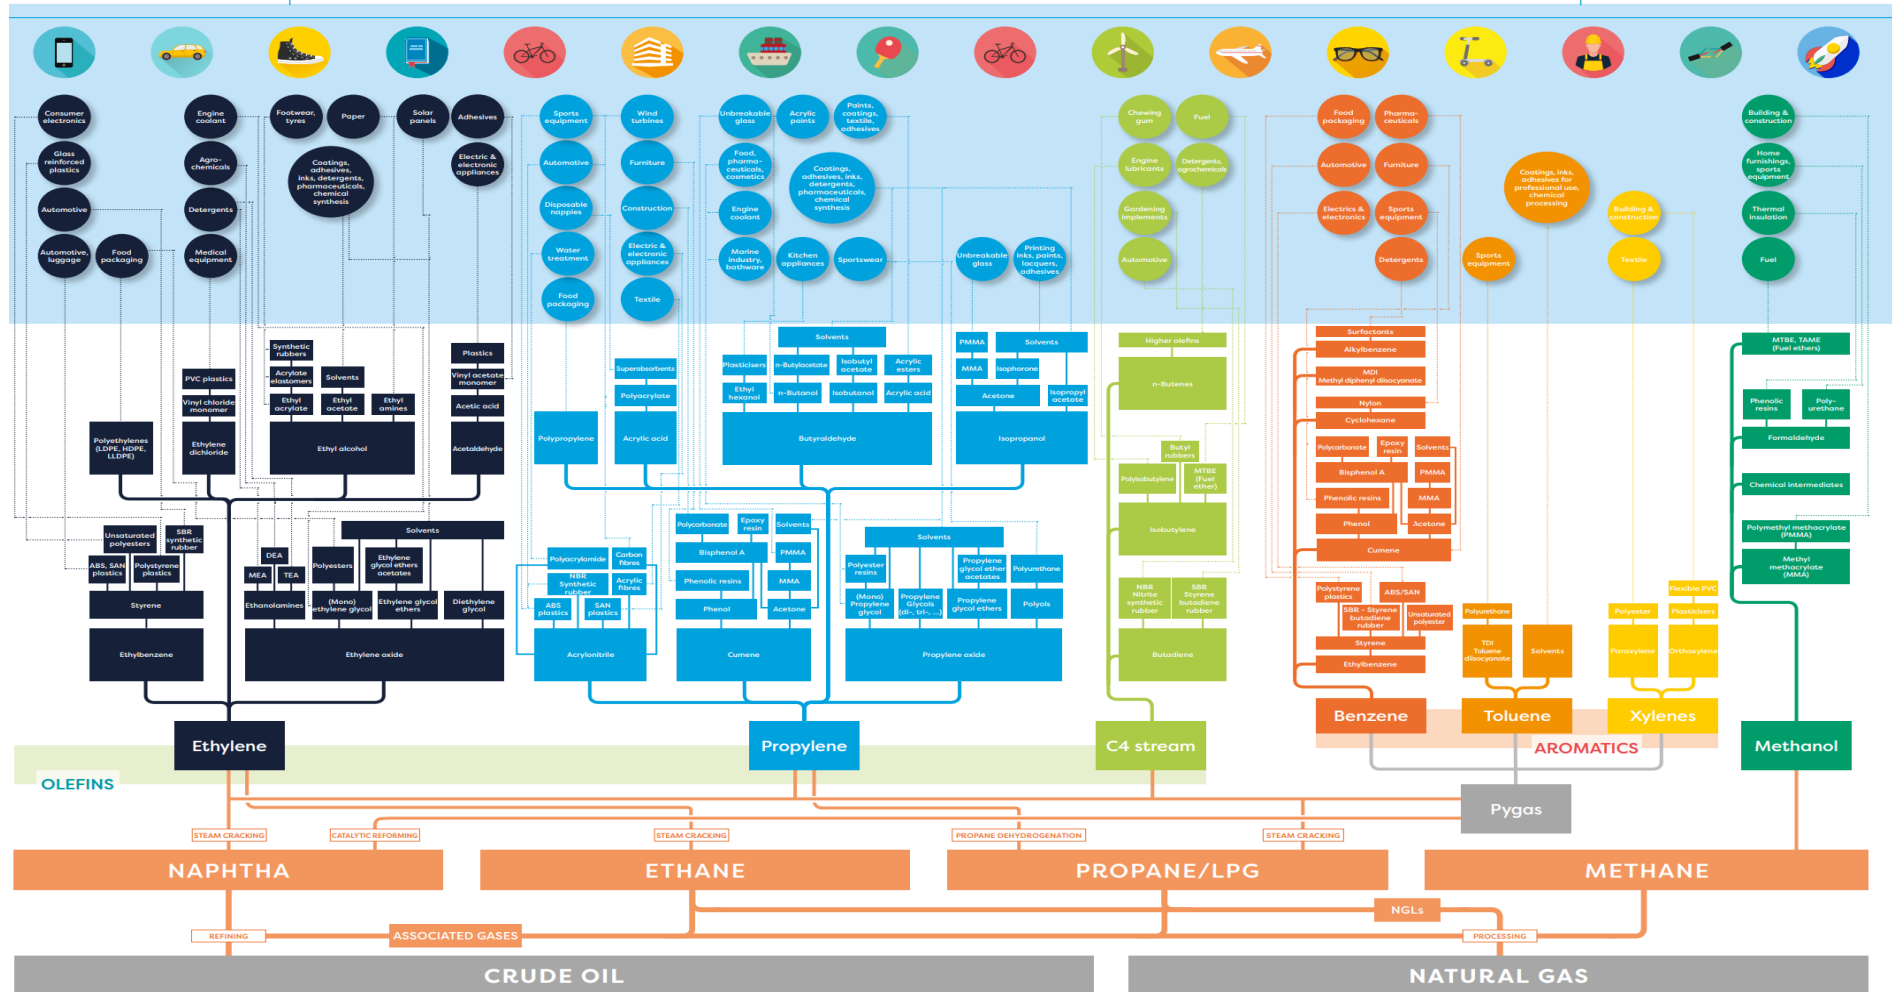 Consumer
electronics
Glass
reinforced
plastics
Automotive
Automotive,
luggage
Food
packaging
Engine
coolant
Agro-
chemicals
Detergents
Medical
equipment
Footwear,
tyres
Paper
Coatings,
adhesives,
inks, detergents,
pharmaceuticals,
chemical
synthesis
Solar
panels
Adhesives
Electric &
electronic
appliances
Sports
equipment
Automotive
Disposable
nappies
Water
treatment
Food
packaging
Wind
turbines
Furniture
Construction
Electric &
electronic
appliances
Textile
Unbreakable
glass
Food,
pharma-
ceuticals,
cosmetics
Engine
coolant
Marine
industry,
bathware
Acrylic
paints
Paints,
coatings,
textile,
adhesives
Coatings,
adhesives, inks,
detergents,
pharmaceuticals,
chemical
synthesis
Kitchen
appliances
Sportswear
Unbreakable
glass
Printing
inks, paints,
lacquers,
adhesives
Chewing
gum
Engine
lubricants
Gardening
implements
Automotive
Fuel
Detergents,
agrochemicals
Food
packaging
Automotive
Electrics &
electronics
Pharma-
ceuticals
Furniture
Sports
equipment
Detergents
Sports
equipment
Coatings, inks,
adhesives for
professional use,
chemical
processing
Building &
construction
Textile
Building &
construction
Home
furnishings,
sports
equipment
Thermal
insulation
Fuel
Polyethylenes
(LDPE, HDPE,
LLDPE)
PVC plastics
Vinyl chloride
monomer
Ethylene
dichloride
Synthetic
rubbers
Acrylate
elastomers
Solvents
Ethyl
acrylate
Ethyl
acetate
Ethyl
amines
Ethyl alcohol
Plastics
Vinyl acetate
monomer
Acetic acid
Acetaldehyde
Unsaturated
polyesters
SBR
synthetic
rubber
ABS, SAN
plastics
Polystyrene
plastics
Styrene
Ethylbenzene
DEA
MEA
TEA
Ethanolamines
Solvents
Polyesters
Ethylene
glycol ethers
acetates
(Mono)
ethylene glycol
Ethylene glycol
ethers
Diethylene
glycol
Ethylene oxide
Polypropylene
Superabsorbents
Polyacrylate
Acrylic acid
Solvents
Plasticisers
n-Butylacetate
Isobutyl
acetate
Acrylic
esters
Ethyl
hexanol
n-Butanol
Isobutanol
Acrylic acid
Butyraldehyde
PMMA
Solvents
MMA
Isophorone
Acetone
Isopropyl
acetate
Isopropanol
Polyacrylamide
Carbon
fibres
NBR
Synthetic
rubber
Acrylic
fibres
ABS
plastics
SAN
plastics
Acrylonitrile
Polycarbonate
Epoxy
resin
Solvents
Bisphenol A
PMMA
Phenolic resins
MMA
Phenol
Acetone
Cumene
Solvents
Polyester
resins
Propylene
glycol ether
acetates
Polyurethane
(Mono)
Propylene
glycol
Propylene
Glycols
(di-, tri-, ...)
Propylene
glycol ethers
Polyols
Propylene oxide
Higher olefins
n-Butenes
Butyl
rubbers
Polyisobutylene
MTBE
(Fuel
ether)
Isobutylene
NBR
Nitrite
synthetic
rubber
SBR
Styrene
butadiene
rubber
Butadiene
Surfactants
Alkylbenzene
MDI
Methyl diphenyl diisocyanate
Nylon
Cyclohexane
Polycarbonate
Epoxy
resin
Solvents
Bisphenol A
PMMA
Phenolic resins
MMA
Phenol
Acetone
Cumene
Polystyrene
plastics
ABS/SAN
SBR - Styrene
butadiene
rubber
Unsaturated
polyester
Styrene
Ethylbenzene
Polyurethane
TDI
Toluene
diisocyanate
Solvents
Flexible PVC
Polyester
Plasticisers
Paraxylene
Orthoxylene
MTBE, TAME
(Fuel ethers)
Phenolic
resins
Poly-
urethane
Formaldehyde
Chemical intermediates
Polymethyl methacrylate
(PMMA)
Methyl
methacrylate
(MMA)
Ethylene
Propylene
C4 stream
Benzene
Toluene
Xylenes
Methanol
OLEFINS
AROMATICS
Pygas
STEAM CRACKING
CATALYTIC REFORMING
STEAM CRACKING
PROPANE DEHYDROGENATION
STEAM CRACKING
NAPHTHA
ETHANE
PROPANE/LPG
METHANE
NGLs
REFINING
ASSOCIATED GASES
PROCESSING
CRUDE OIL
NATURAL GAS